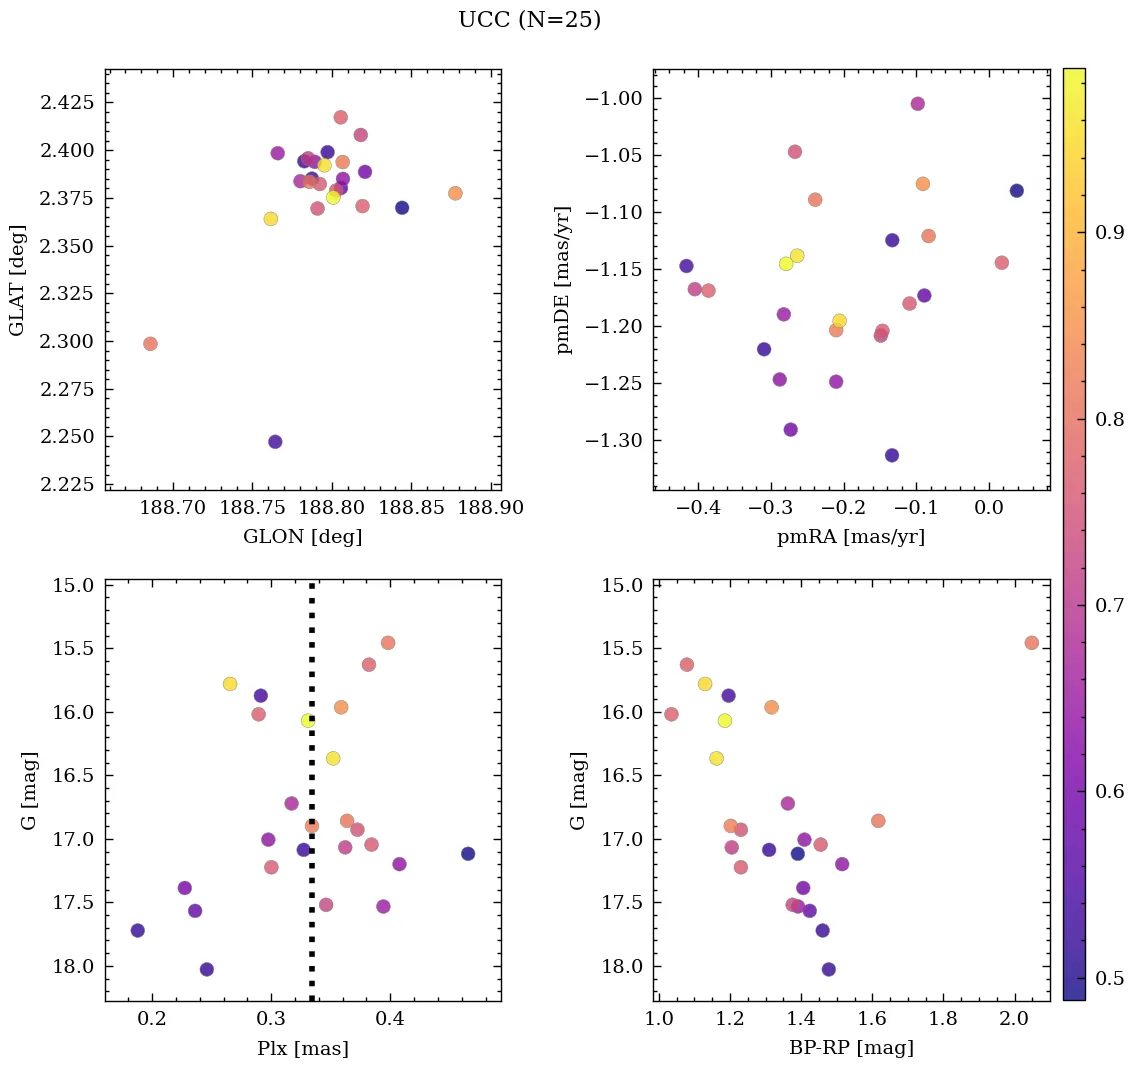 UCC (N=25)
2.425
2.400
2.375
2.350
2.325
2.300
2.275
2.250
2.225
GLAT [deg]
188.70 188.75 188.80 188.85 188.90
GLON [deg]
−1.00
−1.05
−1.10
−1.15
−1.20
−1.25
−1.30
pmDE [mas/yr]
−0.4 −0.3 −0.2 −0.1 0.0
pmRA [mas/yr]
15.0
15.5
16.0
16.5
17.0
17.5
18.0
G [mag]
0.2 0.3 0.4
Plx [mas]
15.0
15.5
16.0
16.5
17.0
17.5
18.0
G [mag]
1.0 1.2 1.4 1.6 1.8 2.0
BP-RP [mag]
0.9
0.8
0.7
0.6
0.5